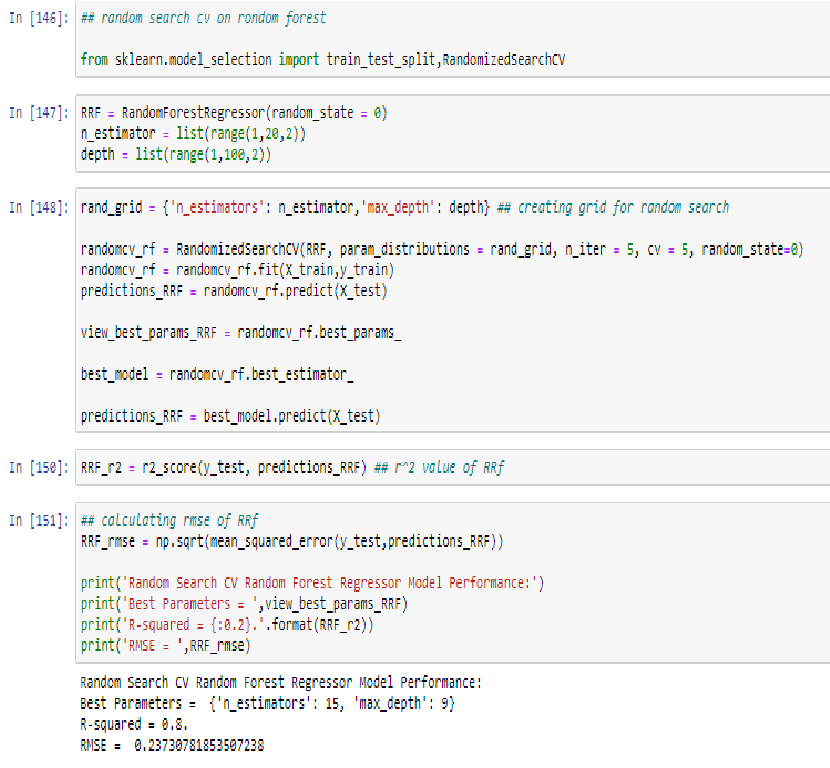 In [146]: ## random search cv on rondom forest
from sklearn.model_selection import train_test_split,RandomizedSearchCV
In [147]: RRF = RandomForestRegressor(random_state = 0)
n_estimator = list(range(1,20,2))
depth = list(range(1,100,2))
In [148]: rand_grid = {'n_estimators': n_estimator,'max_depth': depth} ## creating grid for random search
randomcv_rf = RandomizedSearchCV(RRF, param_distributions = rand_grid, n_iter = 5, cv = 5, random_state=0)
randomcv_rf = randomcv_rf.fit(X_train,y_train)
predictions_RRF = randomcv_rf.predict(X_test)
view_best_params_RRF = randomcv_rf.best_params_
best_model = randomcv_rf.best_estimator_
predictions_RRF = best_model.predict(X_test)
In [150]: RRF_r2 = r2_score(y_test, predictions_RRF) ## r^2 value of RRf
In [151]: ## calculating rmse of RRf
RRF_rmse = np.sqrt(mean_squared_error(y_test,predictions_RRF))
print('Random Search CV Random Forest Regressor Model Performance:')
print('Best Parameters = ',view_best_params_RRF)
print('R-squared = {:0.2}.'.format(RRF_r2))
print('RMSE = ',RRF_rmse)
Random Search CV Random Forest Regressor Model Performance:
Best Parameters =  {'n_estimators': 15, 'max_depth': 9}
R-squared = 0.8.
RMSE =  0.23730781853507238